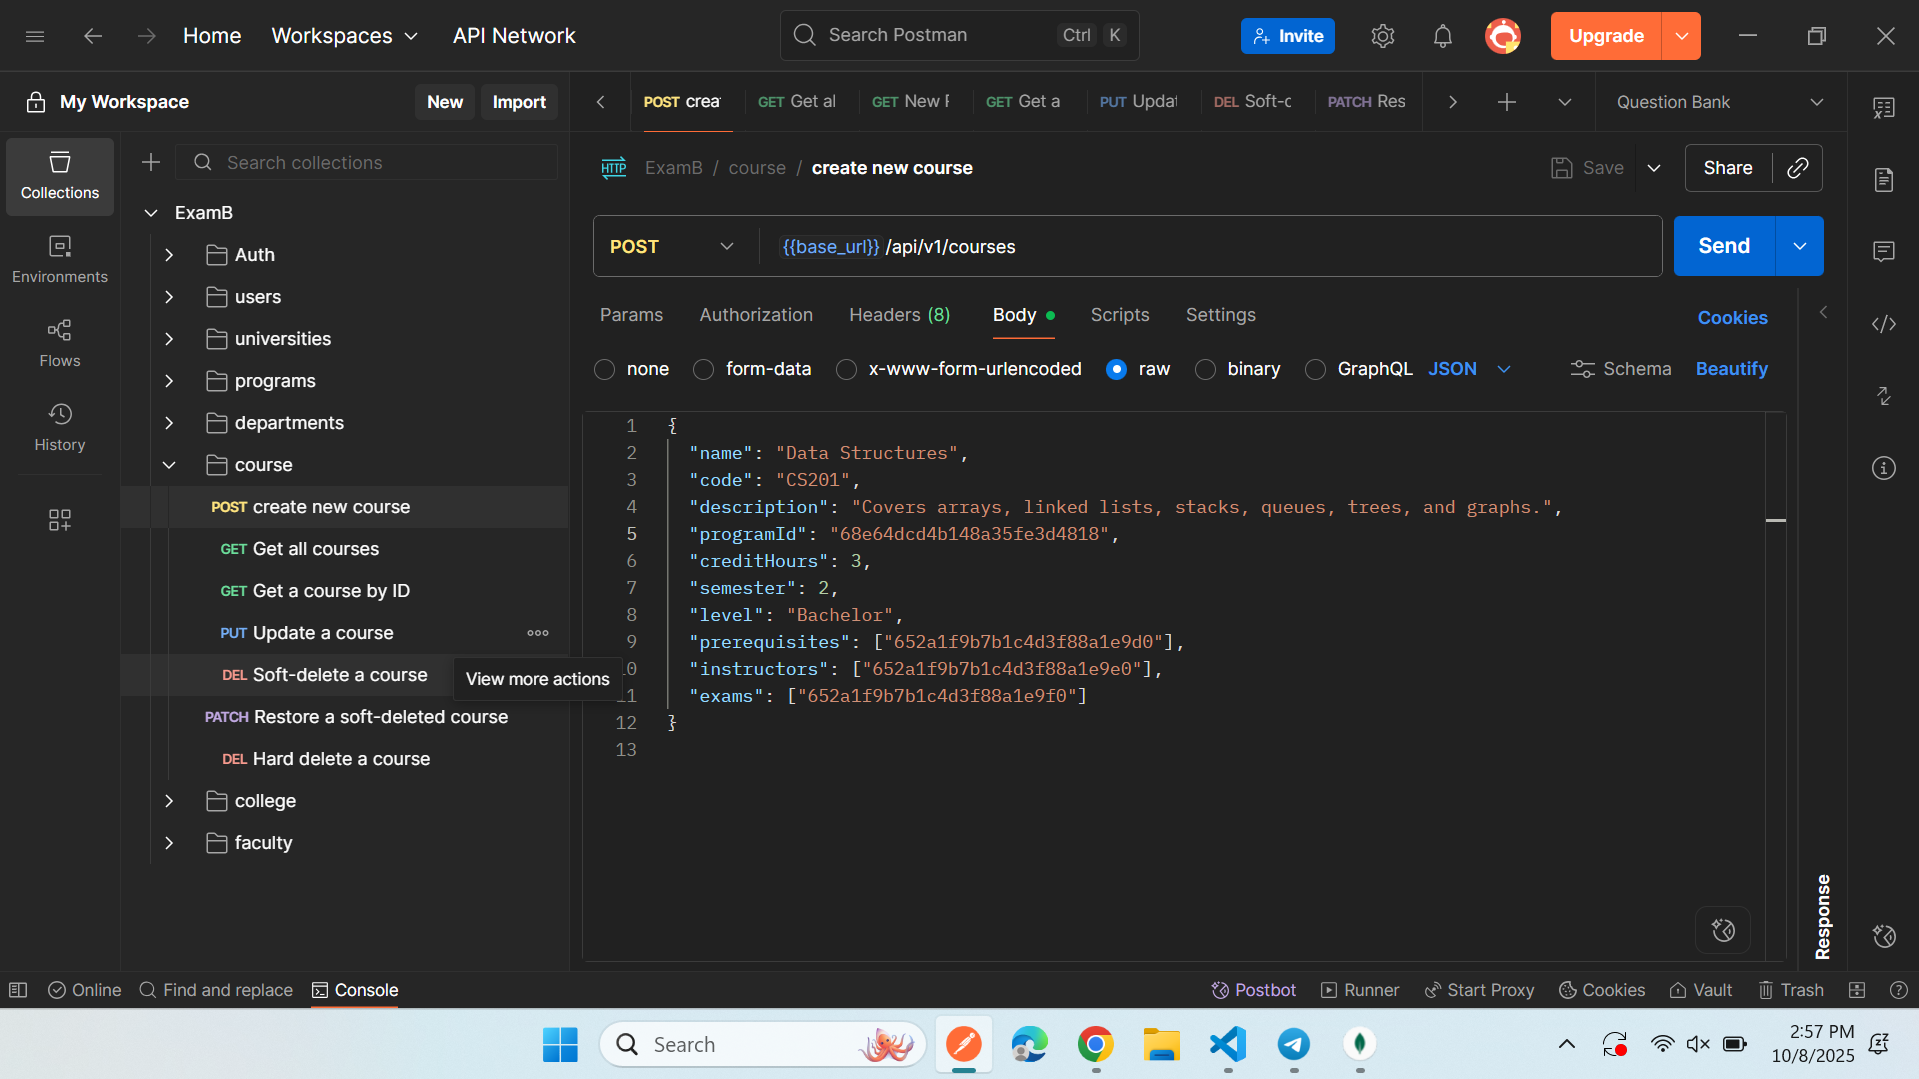 Home
Workspaces
API Network
Search Postman
Ctrl K
Invite
Upgrade
My Workspace
New
Import
POST crea
GET Get al
GET New
GET Get a
PUT Updat
DEL Soft-c
PATCH Res
Question Bank
Collections
Environments
Flows
History
Search collections
ExamB
Auth
users
universities
programs
departments
course
POST create new course
GET Get all courses
GET Get a course by ID
PUT Update a course
DEL Soft-delete a course
View more actions
PATCH Restore a soft-deleted course
DEL Hard delete a course
college
faculty
HTTP ExamB / course / create new course
Save
Share
POST {{base_url}} /api/v1/courses
Send
Params Authorization Headers (8) Body Scripts Settings
Cookies
none form-data x-www-form-urlencoded raw binary GraphQL JSON
Schema
Beautify
1 {
2 "name": "Data Structures",
3 "code": "CS201",
4 "description": "Covers arrays, linked lists, stacks, queues, trees, and graphs.",
5 "programId": "68e64dcd4b148a35fe3d4818",
6 "creditHours": 3,
7 "semester": 2,
8 "level": "Bachelor",
9 "prerequisites": ["652a1f9b7b1c4d3f88a1e9d0"],
10 "instructors": ["652a1f9b7b1c4d3f88a1e9e0"],
11 "exams": ["652a1f9b7b1c4d3f88a1e9f0"]
12 }
13
Response
Online
Find and replace
Console
Postbot
Runner
Start Proxy
Cookies
Vault
Trash
Search
2:57 PM
10/8/2025